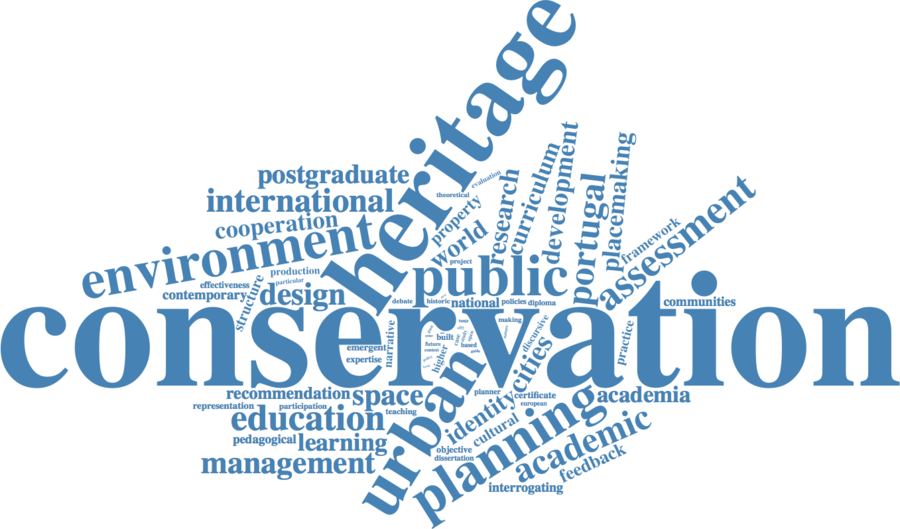 heritage
postgraduate
international
cooperation
environment
theoretical
evaluation
property
world
research
curriculum
development
portugal
placemaking
framework
assessment
project
public
effectiveness
production
particular
contemporary
structure
design
debate
historic
national
policies
diploma
communities
conservation
making
discursive
built
future
higher
based
emergent
expertise
narrative
cities
practice
recommendation
space
planner
certificate
european
academia
representation
participation
teaching
education
urban
identity
cultural
planning
pedagogical
learning
objective
dissertation
academic
feedback
management
interrogating